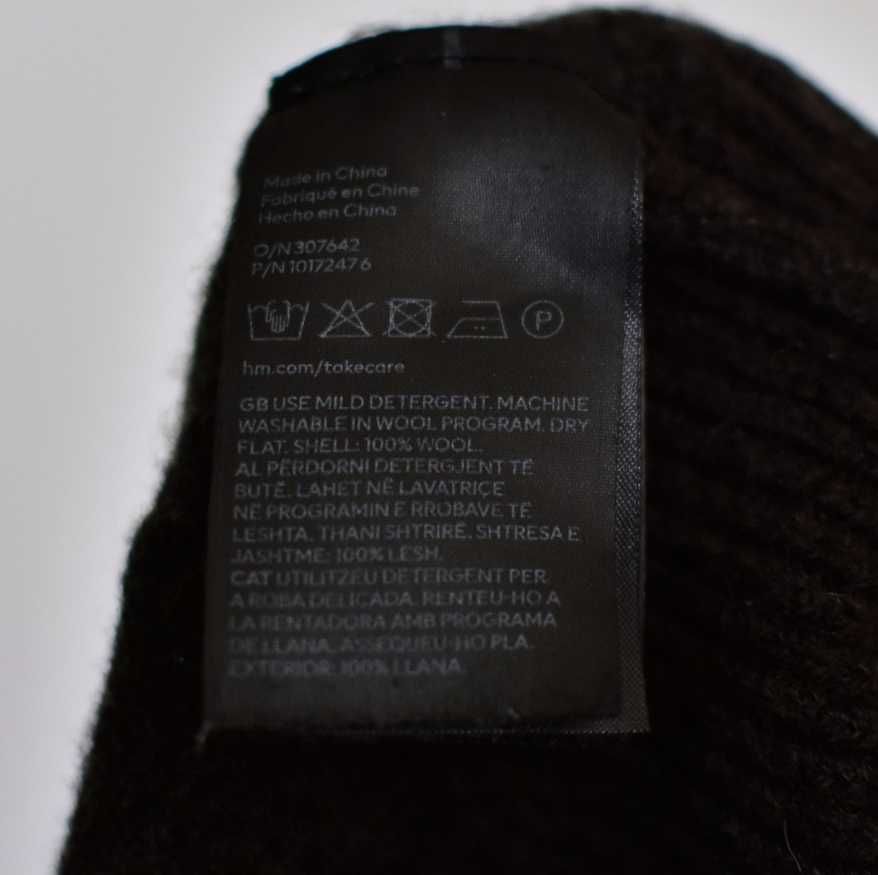 Made in China
Fabriqué en Chine
Hecho en China
O/N 307642
P/N 10172476
P
hm.com/takecare
GB USE MILD DETERGENT. MACHINE
WASHABLE IN WOOL PROGRAM. DRY
FLAT. SHELL: 100% WOOL.
AL PËRDORNI DETERGJENT TË
BUTË. LAHET NË LAVATRIÇE
NË PROGRAMIN E RROBAVE TË
LESHTA. THANI SHTRIRË. SHTRESA E
JASHTME: 100% LESH.
CAT UTILITZEU DETERGENT PER
A ROBA DELICADA. RENTEU-HO A
LA RENTADORA AMB PROGRAMA
DE LLANA. ASSEQUEU-HO PLA.
EXTERIOR: 100% LLANA.